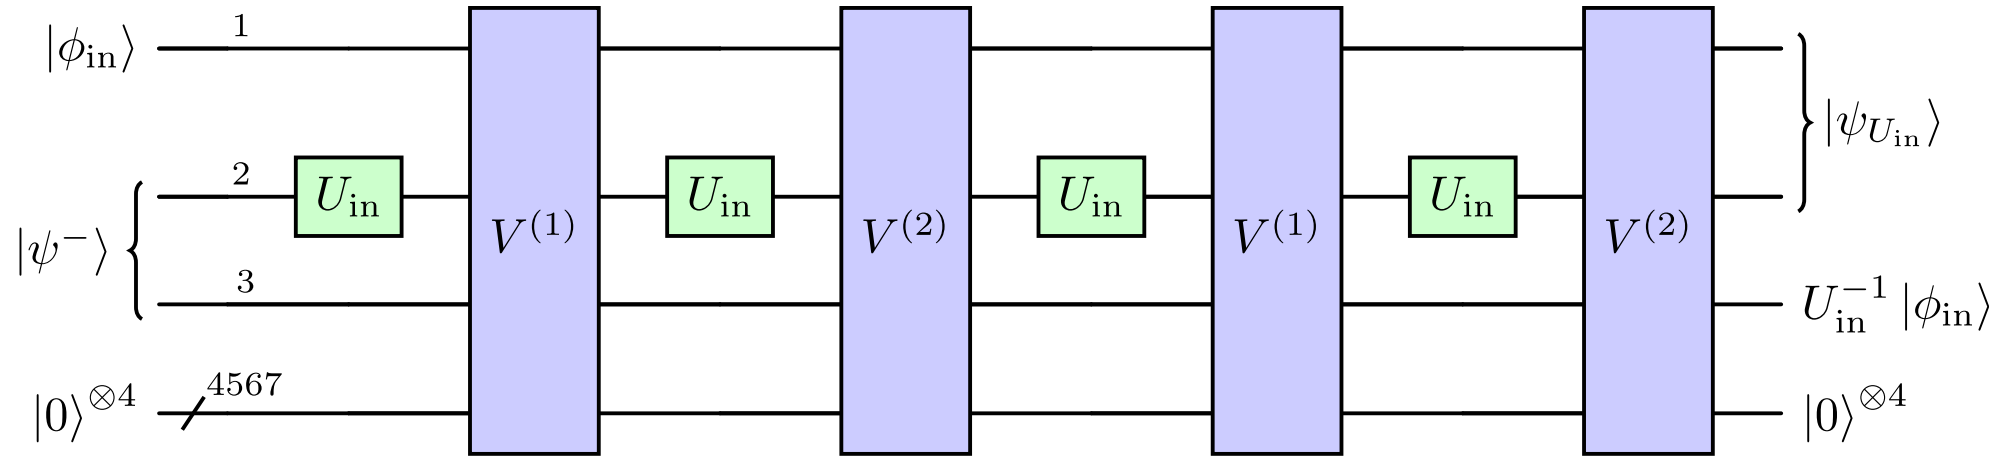 |ϕ_in⟩ 1
2 U_in U_in U_in U_in |ψ_{U_in}⟩
|ψ⁻⟩ V^(1) V^(2) V^(1) V^(2)
3 U_in^{-1} |ϕ_in⟩
|0⟩^{⊗4} 4567 |0⟩^{⊗4}